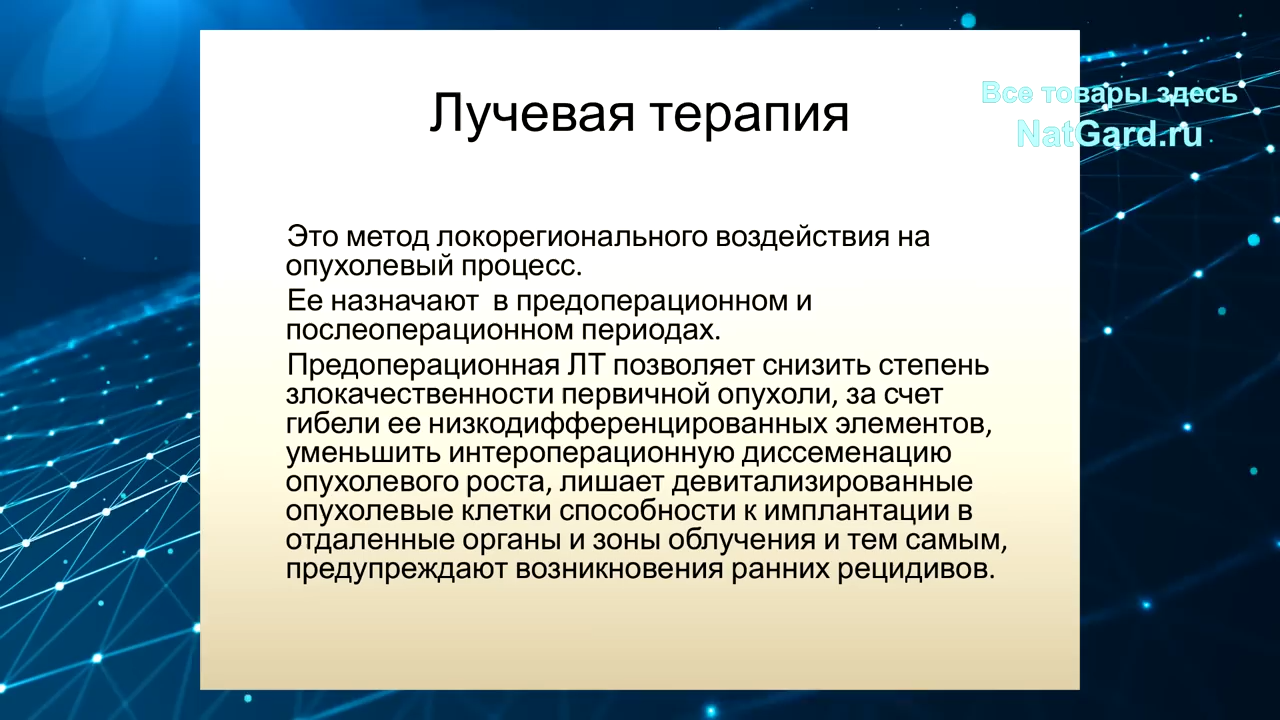 Лучевая терапия
Все товары здесь
NatGard.ru
Это метод локорегионального воздействия на
опухолевый процесс.
Ее назначают в предоперационном и
послеоперационном периодах.
Предоперационная ЛТ позволяет снизить степень
злокачественности первичной опухоли, за счет
гибели ее низкодифференцированных элементов,
уменьшить интероперационную диссеменацию
опухолевого роста, лишает девитализированные
опухолевые клетки способности к имплантации в
отдаленные органы и зоны облучения и тем самым,
предупреждают возникновения ранних рецидивов.